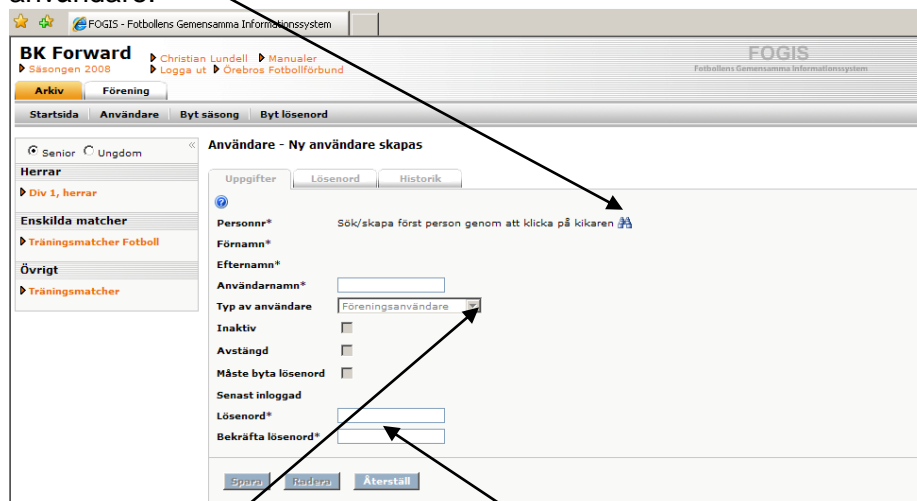 användare.
FOGIS - Fotbollens Gemensamma Informationssystem
BK Forward
Christian Lundell Manualer
FOGIS
Säsongen 2008 Logga ut Örebros Fotbollförbund
Fotbollens Gemensamma Informationssystem
Arkiv Förening
Startsida Användare Byt säsong Byt lösenord
Senior Ungdom «
Användare - Ny användare skapas
Herrar
Uppgifter Lösenord Historik
Div 1, herrar
Enskilda matcher
Personnr* Sök/skapa först person genom att klicka på kikaren
Träningsmatcher Fotboll
Förnamn*
Efternamn*
Övrigt
Användarnamn*
Träningsmatcher
Typ av användare Föreningsanvändare
Inaktiv
Avstängd
Måste byta lösenord
Senast inloggad
Lösenord*
Bekräfta lösenord*
Spara Radera Återställ